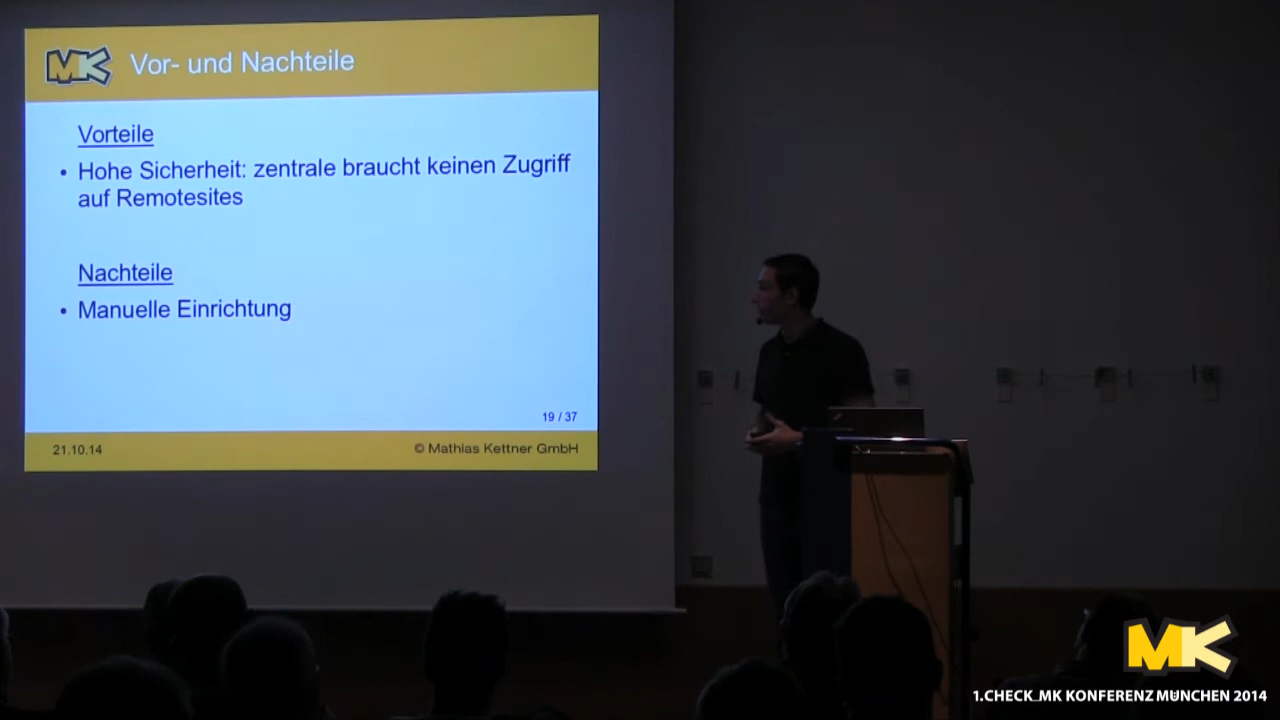 MK Vor- und Nachteile
Vorteile
• Hohe Sicherheit: zentrale braucht keinen Zugriff
auf Remotesites
Nachteile
• Manuelle Einrichtung
19 / 37
21.10.14 © Mathias Kettner GmbH
MK
1.CHECK_MK KONFERENZ MÜNCHEN 2014